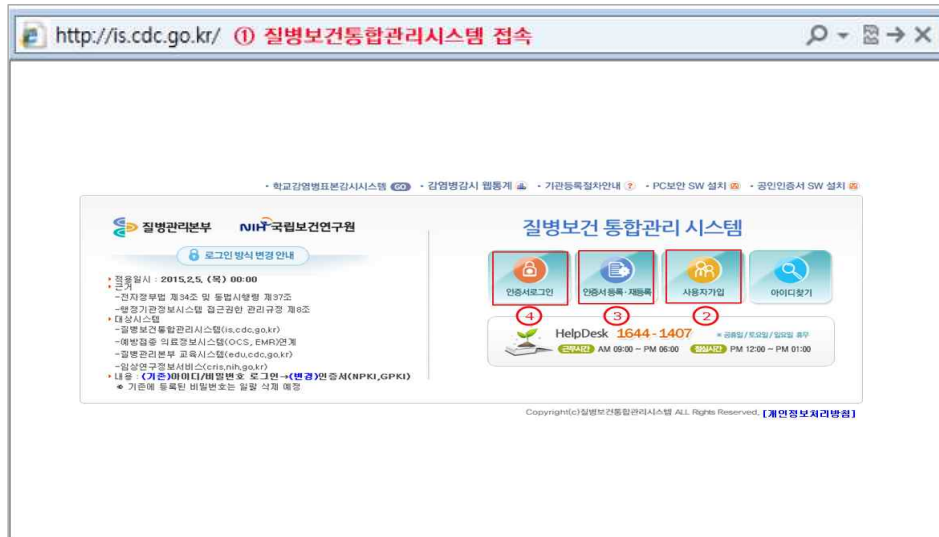 http://is.cdc.go.kr/ ① 질병보건통합관리시스템 접속
· 학교감염병표본감시시스템 GO · 감염병감시 웹통계 · 기관등록절차안내 ? · PC보안 SW 설치 · 공인인증서 SW 설치
질병관리본부 NIH 국립보건연구원
로그인 방식 변경 안내
적용일시 : 2015.2.5. (목) 00:00
근거
-전자정부법 제34조 및 동법시행령 제37조
-행정기관정보시스템 접근권한 관리규정 제8조
대상시스템
-질병보건통합관리시스템(is.cdc.go.kr)
-예방접종 의료정보시스템(OCS, EMR)연계
-질병관리본부 교육시스템(edu.cdc.go.kr)
-임상연구정보서비스(cris.nih.go.kr)
내용 : (기존)아이디/비밀번호 로그인→(변경)인증서(NPKI,GPKI)
※ 기존에 등록된 비밀번호는 일괄 삭제 예정
질병보건 통합관리 시스템
인증서로그인 인증서 등록·재등록 사용자가입 아이디찾기
④ ③ ②
HelpDesk 1644-1407 * 공휴일/토요일/일요일 휴무
근무시간 AM 09:00 ~ PM 06:00 점심시간 PM 12:00 ~ PM 01:00
Copyright(c)질병보건통합관리시스템 ALL Rights Reserved. [개인정보처리방침]